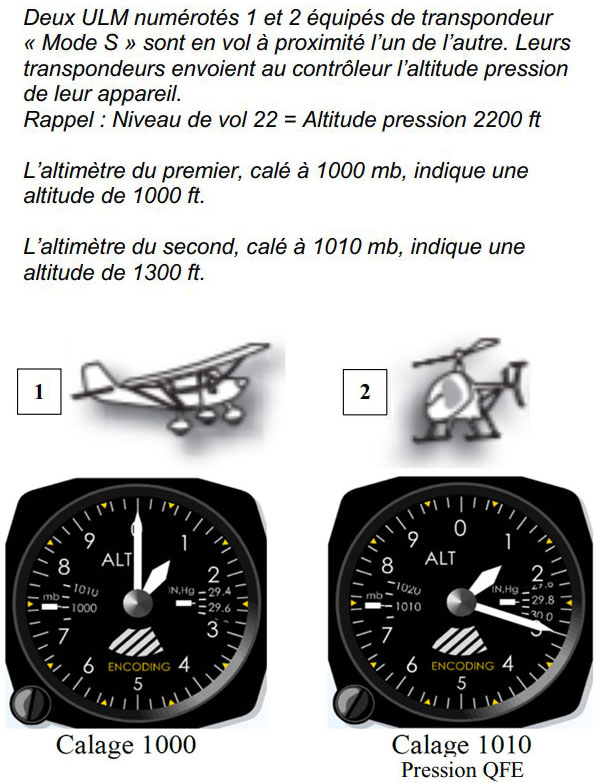 Deux ULM numérotés 1 et 2 équipés de transpondeur
« Mode S » sont en vol à proximité l'un de l'autre. Leurs
transpondeurs envoient au contrôleur l'altitude pression
de leur appareil.
Rappel : Niveau de vol 22 = Altitude pression 2200 ft
L'altimètre du premier, calé à 1000 mb, indique une
altitude de 1000 ft.
L'altimètre du second, calé à 1010 mb, indique une
altitude de 1300 ft.
1
2
0
1
2
3
4
5
6
7
8
9
ALT
mb
1010
1000
IN,Hg
29.4
29.6
ENCODING
0
1
2
3
4
5
6
7
8
9
ALT
mb
1020
1010
IN,Hg
29.8
30.0
ENCODING
Calage 1000
Calage 1010
Pression QFE